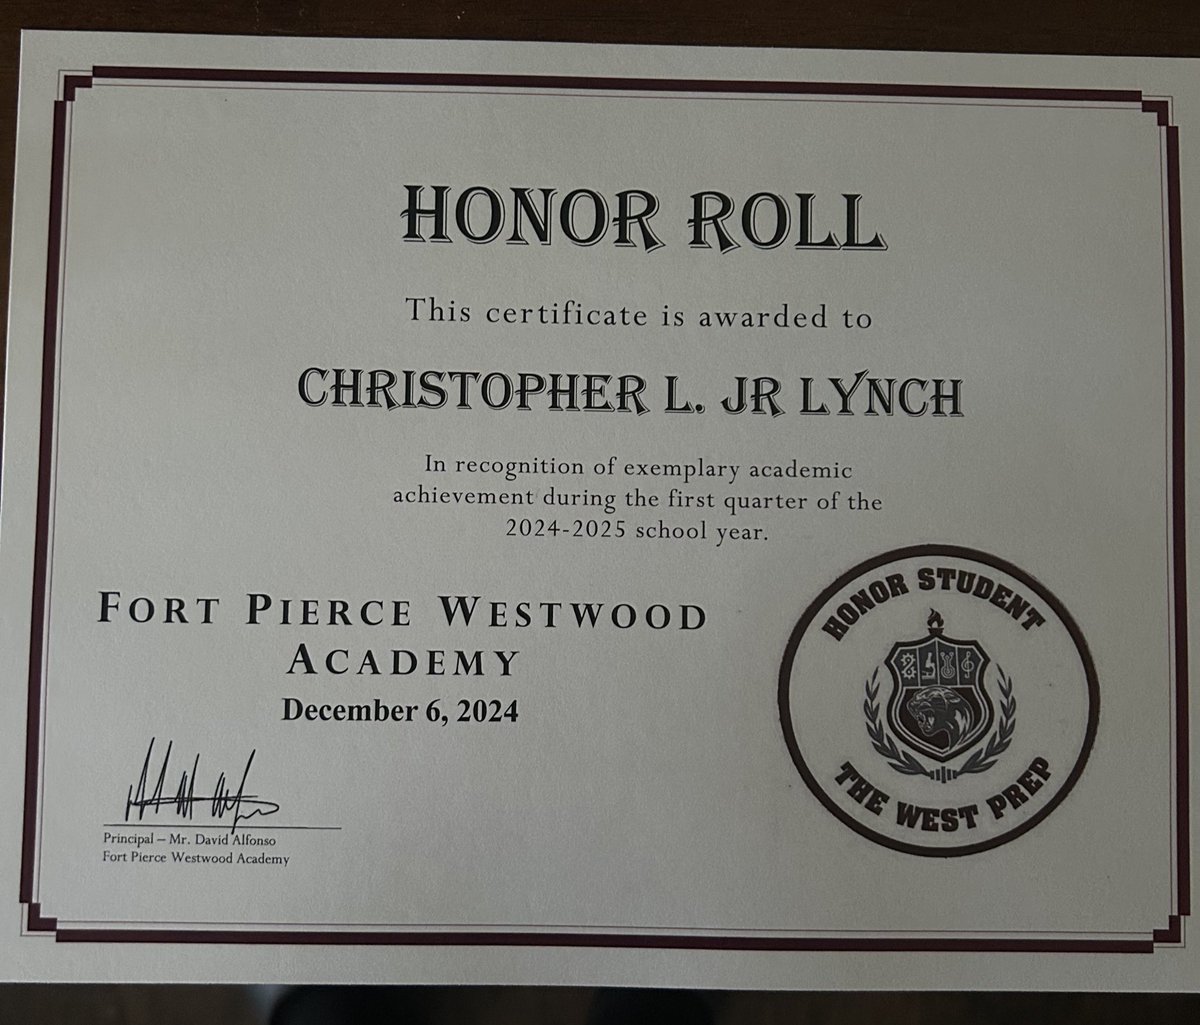 HONOR ROLL
This certificate is awarded to
CHRISTOPHER L. JR LYNCH
In recognition of exemplary academic
achievement during the first quarter of the
2024-2025 school year.
FORT PIERCE WESTWOOD
ACADEMY
December 6, 2024
Principal – Mr. David Alfonso
Fort Pierce Westwood Academy
HONOR STUDENT
THE WEST PREP